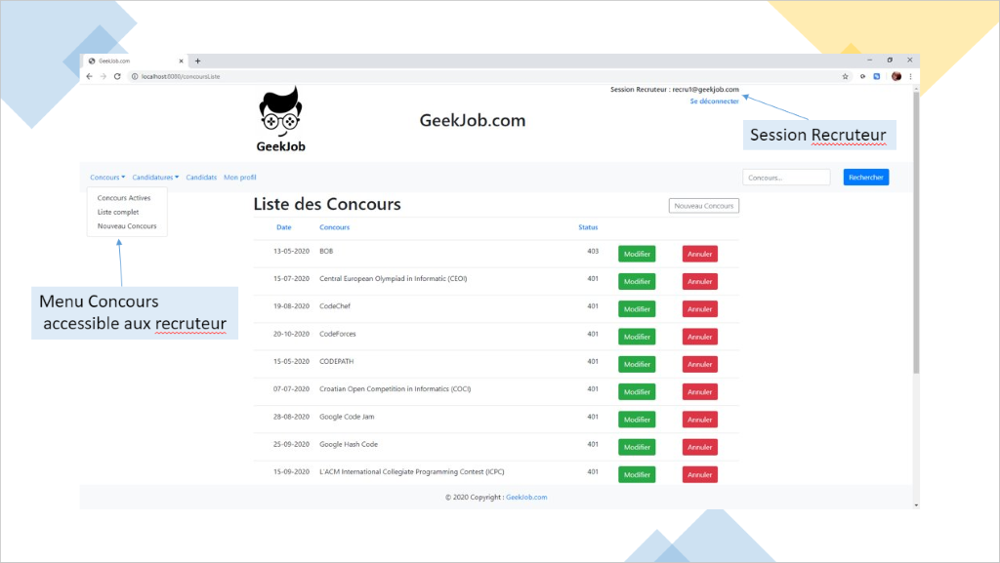 GeekJob.com
localhost:8080/concoursListe
Session Recruteur : recru1@geekjob.com
Se déconnecter
GeekJob
GeekJob.com
Session Recruteur
Concours Candidatures Candidats Mon profil
Concours...
Rechercher
Concours Actives
Liste complet
Nouveau Concours
Liste des Concours
Nouveau Concours
Date Concours Status
13-05-2020 BOB 403 Modifier Annuler
15-07-2020 Central European Olympiad in Informatic (CEOI) 401 Modifier Annuler
19-08-2020 CodeChef 401 Modifier Annuler
20-10-2020 CodeForces 401 Modifier Annuler
15-05-2020 CODEPATH 401 Modifier Annuler
07-07-2020 Croatian Open Competition in Informatics (COCI) 401 Modifier Annuler
28-08-2020 Google Code Jam 401 Modifier Annuler
25-09-2020 Google Hash Code 401 Modifier Annuler
15-09-2020 L'ACM International Collegiate Programming Contest (ICPC) 401 Modifier Annuler
Menu Concours
accessible aux recruteur
© 2020 Copyright : GeekJob.com